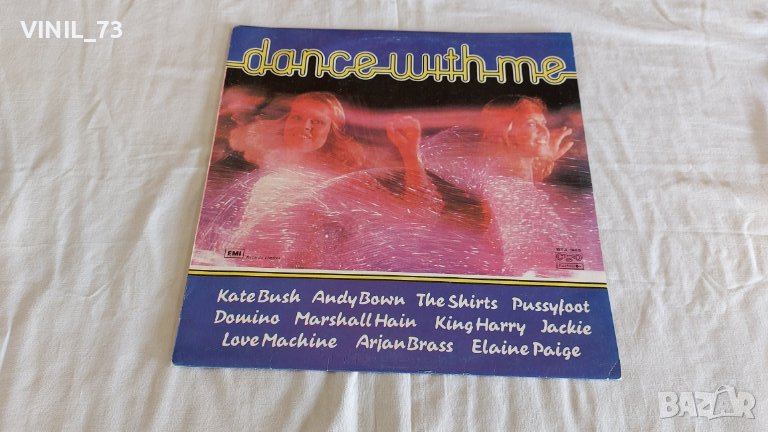 VINIL_73
dance with me
EMI
Kate Bush Andy Bown The Shirts Pussyfoot
Domino Marshall Hain King Harry Jackie
Love Machine Arjan Brass Elaine Paige
BAZAR